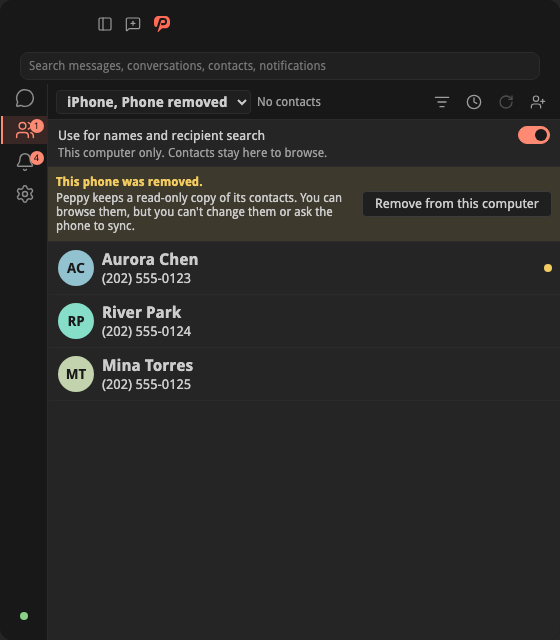 Search messages, conversations, contacts, notifications
iPhone, Phone removed
No contacts
1
Use for names and recipient search
This computer only. Contacts stay here to browse.
4
This phone was removed.
Peppy keeps a read-only copy of its contacts. You can
browse them, but you can't change them or ask the
phone to sync.
Remove from this computer
AC
Aurora Chen
(202) 555-0123
RP
River Park
(202) 555-0124
MT
Mina Torres
(202) 555-0125